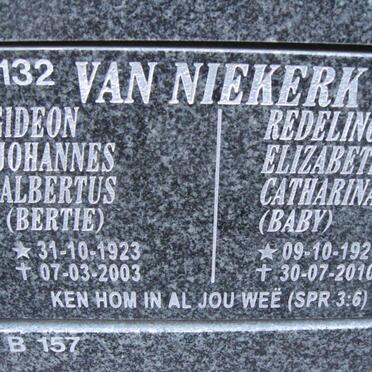 132 VAN NIEKERK
GIDEON
JOHANNES
ALBERTUS
(BERTIE)
★ 31-10-1923
✝ 07-03-2003
REDELING
ELIZABET
CATHARINA
(BABY)
★ 09-10-192
✝ 30-07-2010
KEN HOM IN AL JOU WEË (SPR 3:6)
B 157